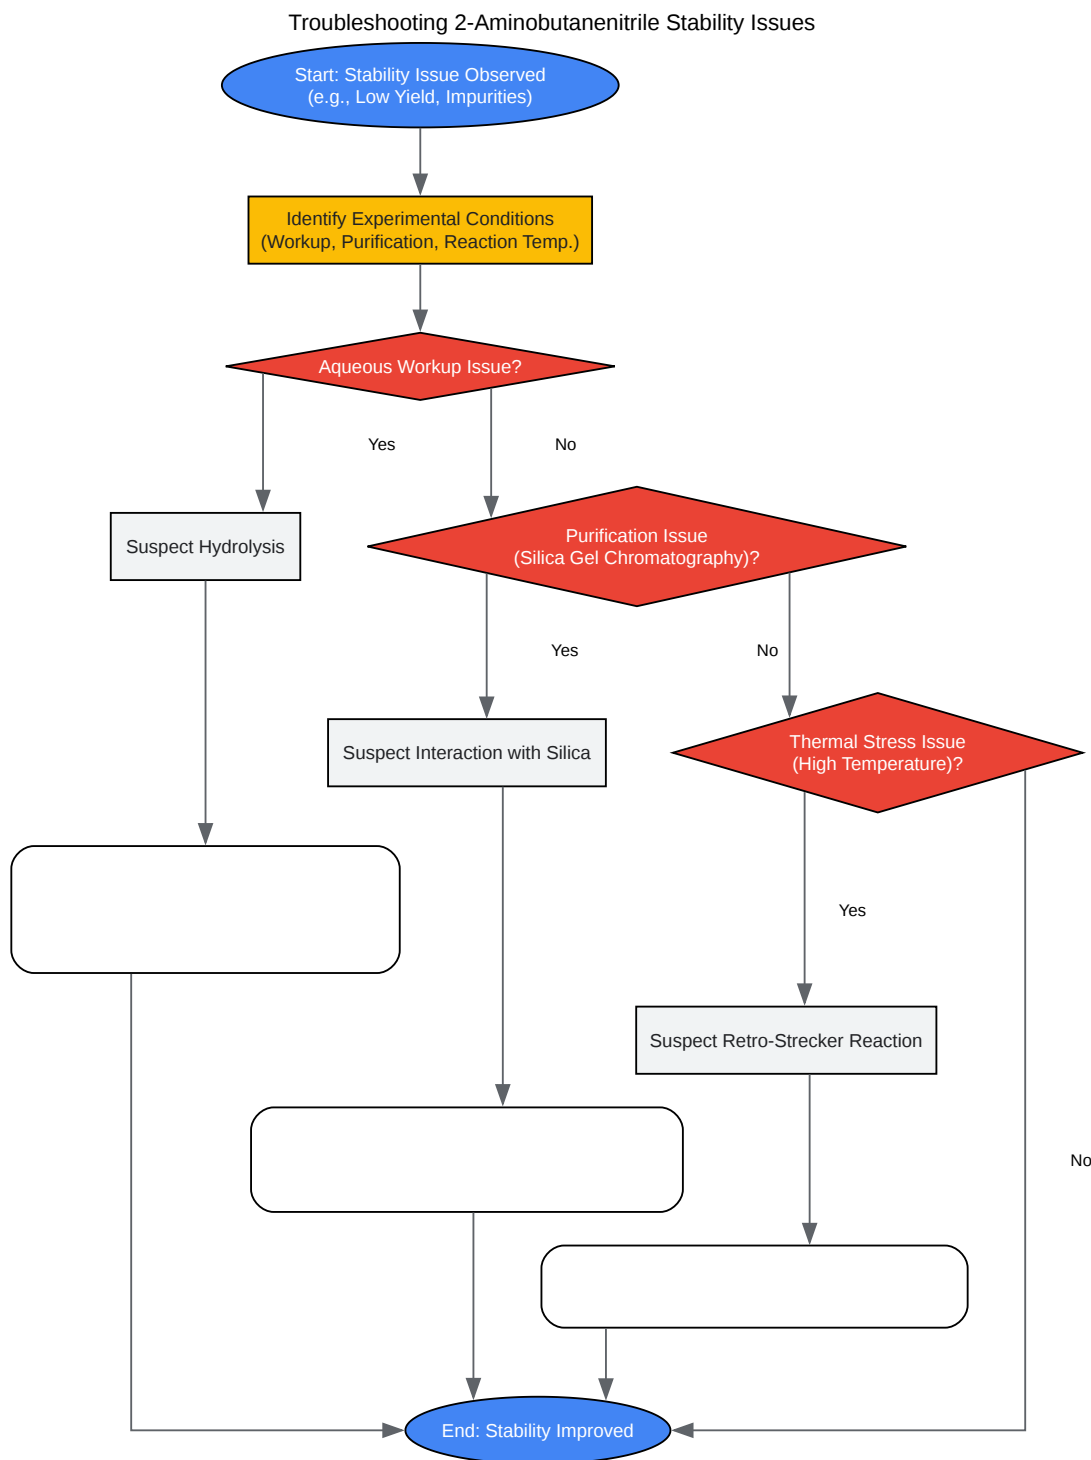 Troubleshooting 2-Aminobutanenitrile Stability Issues
Start: Stability Issue Observed
(e.g., Low Yield, Impurities)
Identify Experimental Conditions
(Workup, Purification, Reaction Temp.)
Aqueous Workup Issue?
Yes
No
Suspect Hydrolysis
Purification Issue
(Silica Gel Chromatography)?
Yes
No
Suspect Interaction with Silica
Thermal Stress Issue
(High Temperature)?
Yes
Suspect Retro-Strecker Reaction
No
End: Stability Improved